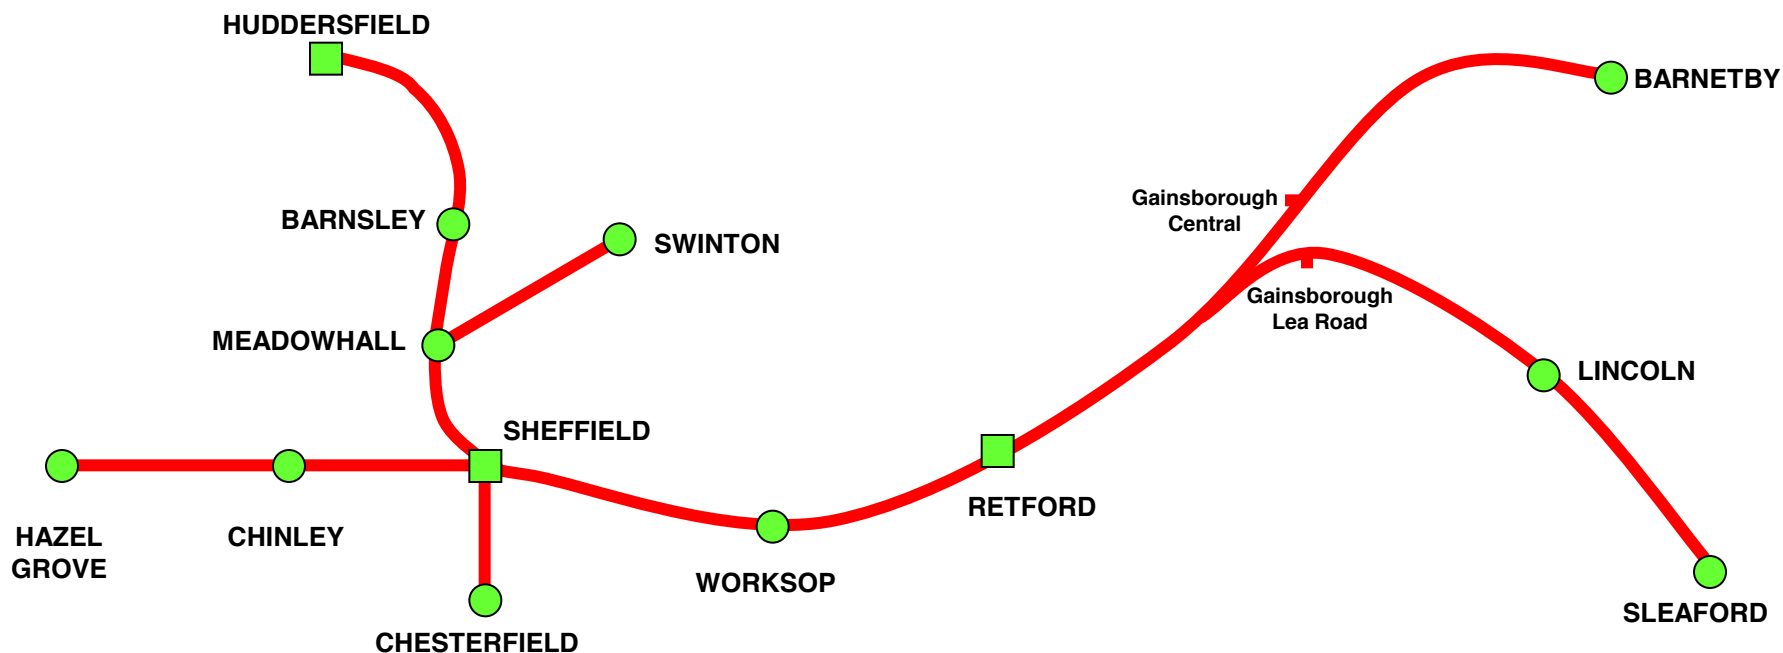 HUDDERSFIELD
BARNETBY
Gainsborough
Central
BARNSLEY
SWINTON
Gainsborough
Lea Road
MEADOWHALL
LINCOLN
SHEFFIELD
RETFORD
HAZEL
GROVE
CHINLEY
WORKSOP
SLEAFORD
CHESTERFIELD